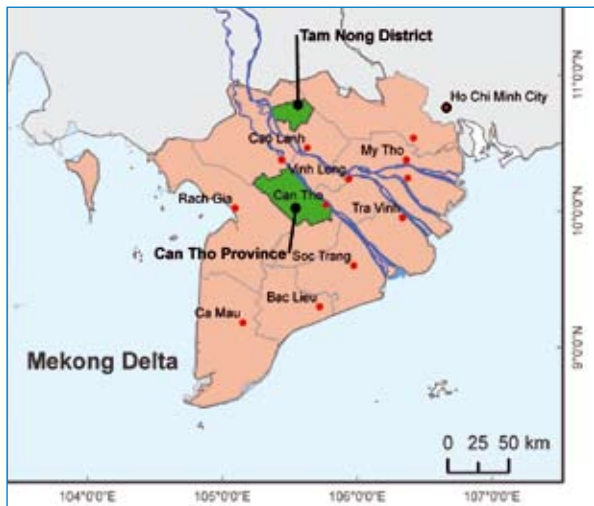 Tam Nong District
Ho Chi Minh City
Cao Lanh
My Tho
Vinh Long
Can Tho
Rach Gia
Tra Vinh
Can Tho Province
Soc Trang
Bac Lieu
Ca Mau
Mekong Delta
0 25 50 km
11°0'0"N
10°0'0"N
9°0'0"N
104°0'0"E
105°0'0"E
106°0'0"E
107°0'0"E